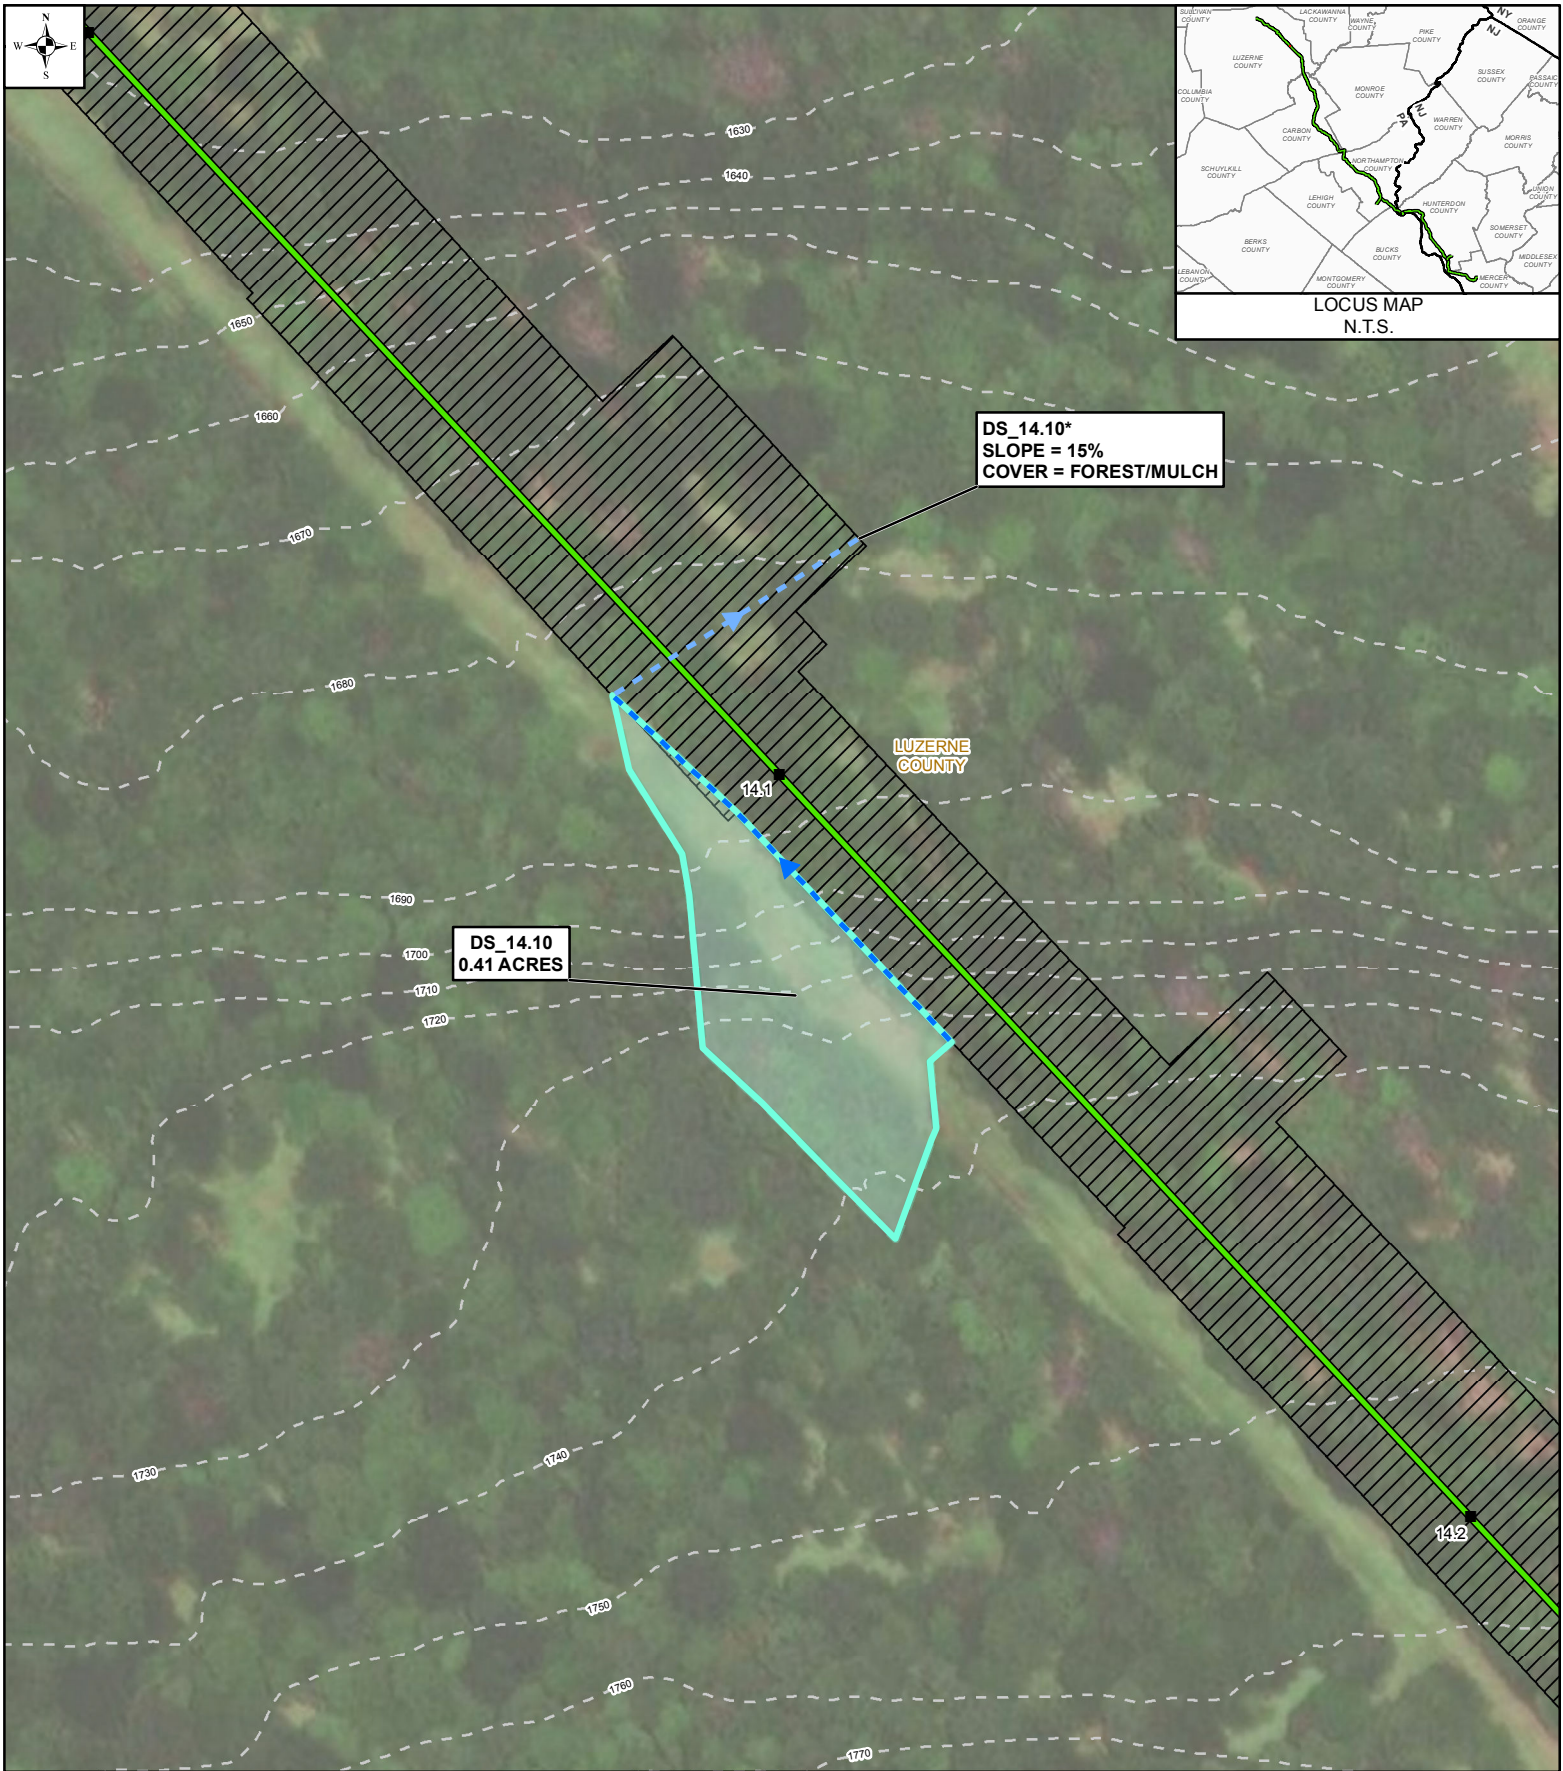 N
W E
S
SULLIVAN
COUNTY
LACKAWANNA
COUNTY
WAYNE
COUNTY
NY
NJ
ORANGE
COUNTY
PIKE
COUNTY
LUZERNE
COUNTY
SUSSEX
COUNTY
PASSAIC
COUNTY
COLUMBIA
COUNTY
MONROE
COUNTY
NJ
PA
WARREN
COUNTY
CARBON
COUNTY
MORRIS
COUNTY
SCHUYLKILL
COUNTY
NORTHAMPTON
COUNTY
UNION
COUNTY
LEHIGH
COUNTY
HUNTERDON
COUNTY
SOMERSET
COUNTY
BERKS
COUNTY
BUCKS
COUNTY
MIDDLESEX
COUNTY
LEBANON
COUNTY
MONTGOMERY
COUNTY
MERCER
COUNTY
LOCUS MAP
N.T.S.
1630
1640
1650
1660
DS_14.10*
SLOPE = 15%
COVER = FOREST/MULCH
1670
1680
LUZERNE
COUNTY
14.1
1690
DS_14.10
0.41 ACRES
1700
1710
1720
1730
1740
14.2
1750
1760
1770